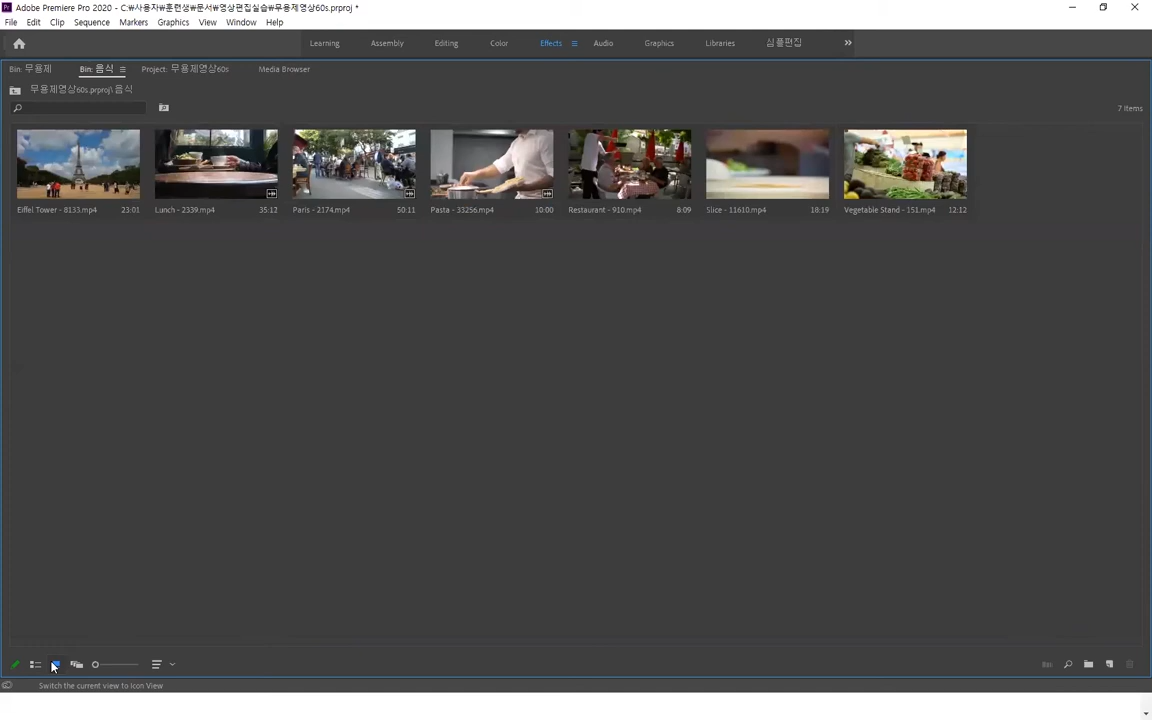 Pr Adobe Premiere Pro 2020 - C:₩사용자₩훈련생₩문서₩영상편집실습₩무용제영상60s.prproj *
File Edit Clip Sequence Markers Graphics View Window Help
Learning Assembly Editing Color Effects Audio Graphics Libraries 심플편집
Bin: 무용제 Bin: 음식 Project: 무용제영상60s Media Browser
무용제영상60s.prproj\음식
7 Items
Eiffel Tower - 8133.mp4 23:01 Lunch - 2339.mp4 35:12 Paris - 2174.mp4 50:11 Pasta - 33256.mp4 10:00 Restaurant - 910.mp4 8:09 Slice - 11610.mp4 18:19 Vegetable Stand - 151.mp4 12:12
Switch the current view to Icon View